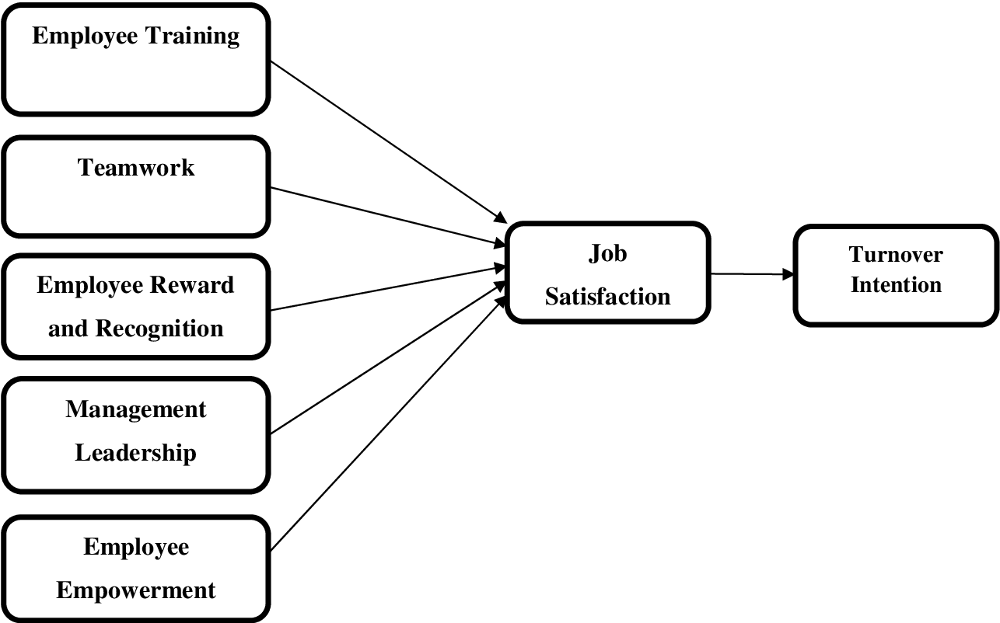 Employee Training
Teamwork
Employee Reward
and Recognition
Management
Leadership
Employee
Empowerment
Job
Satisfaction
Turnover
Intention